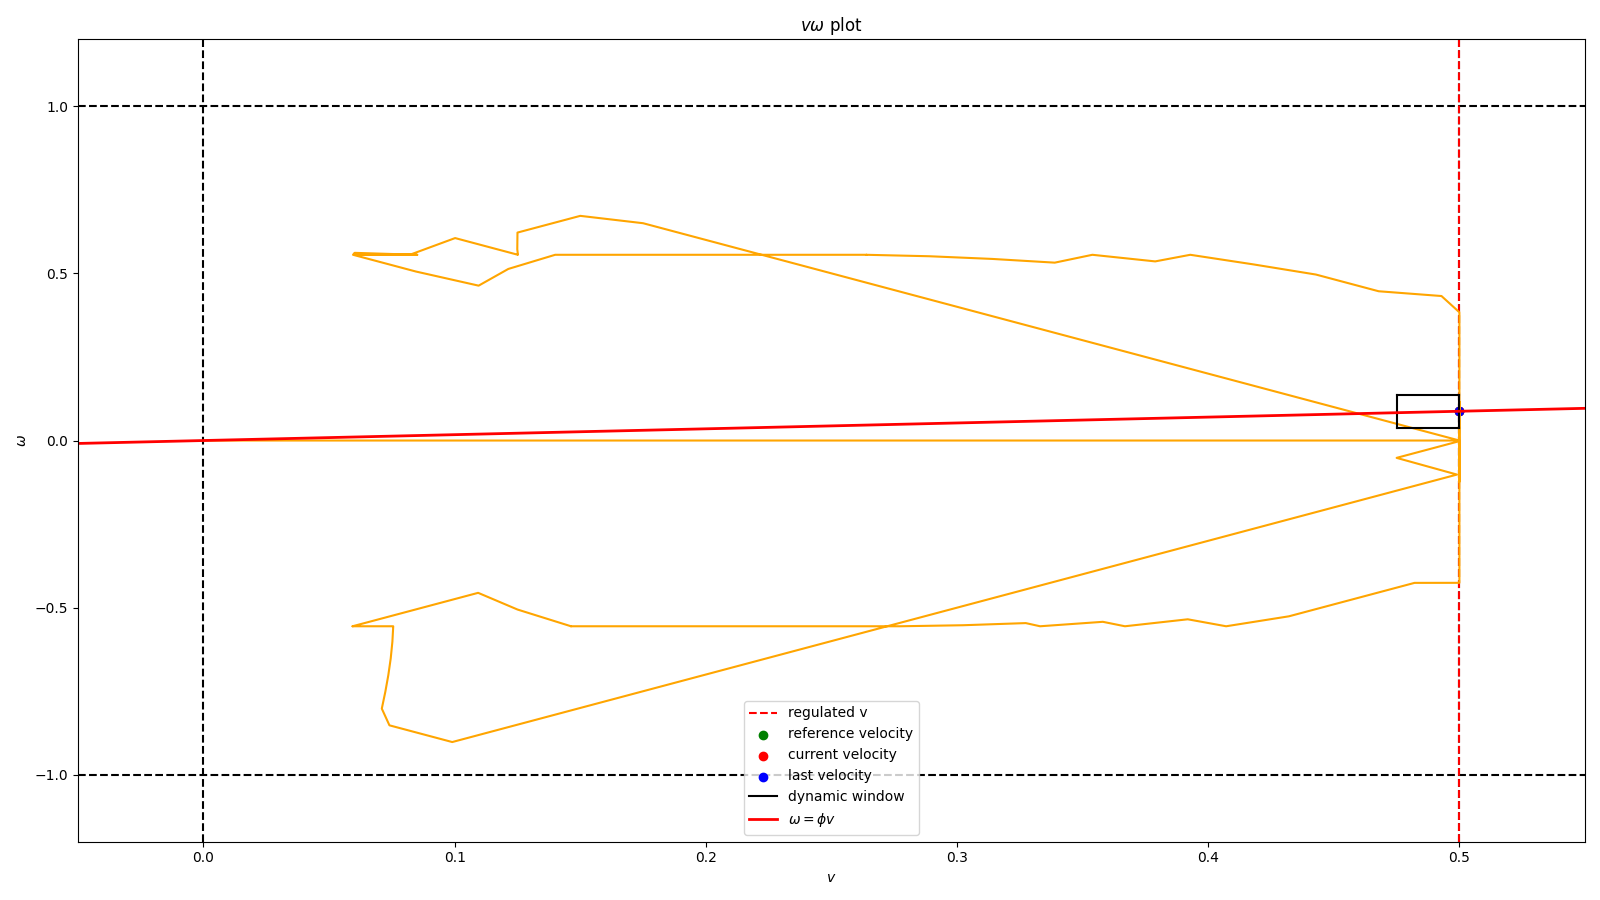 vω plot
1.0
0.5
0.0
−0.5
−1.0
ω
0.0 0.1 0.2 0.3 0.4 0.5
v
regulated v
reference velocity
current velocity
last velocity
dynamic window
ω = ϕv